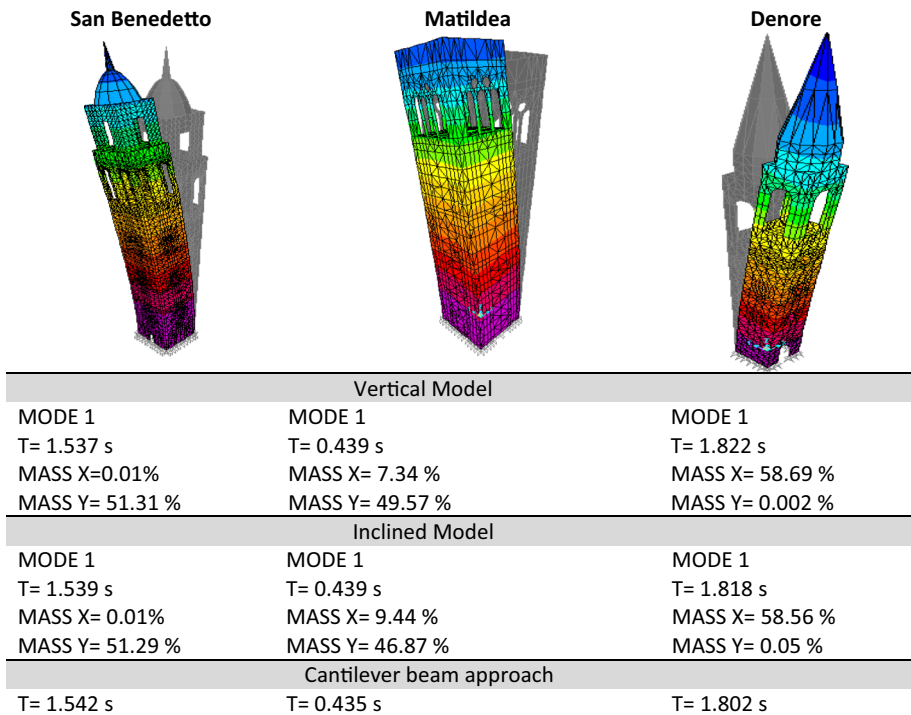 San Benedetto Matildea Denore
Vertical Model
MODE 1 MODE 1 MODE 1
T= 1.537 s T= 0.439 s T= 1.822 s
MASS X=0.01% MASS X= 7.34 % MASS X= 58.69 %
MASS Y= 51.31 % MASS Y= 49.57 % MASS Y= 0.002 %
Inclined Model
MODE 1 MODE 1 MODE 1
T= 1.539 s T= 0.439 s T= 1.818 s
MASS X= 0.01% MASS X= 9.44 % MASS X= 58.56 %
MASS Y= 51.29 % MASS Y= 46.87 % MASS Y= 0.05 %
Cantilever beam approach
T= 1.542 s T= 0.435 s T= 1.802 s